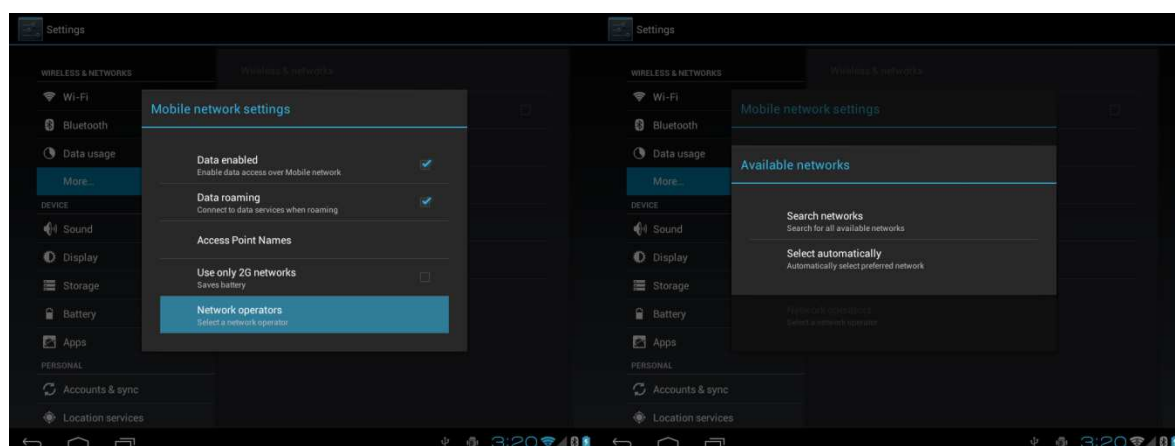 Settings
WIRELESS & NETWORKS
Wireless & networks
Wi-Fi
Bluetooth
Data usage
More...
DEVICE
Sound
Display
Storage
Battery
Apps
PERSONAL
Accounts & sync
Location services
Mobile network settings
Data enabled
Enable data access over Mobile network
Data roaming
Connect to data services when roaming
Access Point Names
Use only 2G networks
Saves battery
Network operators
Select a network operator
3:20
Settings
WIRELESS & NETWORKS
Wireless & networks
Wi-Fi
Bluetooth
Data usage
More...
DEVICE
Sound
Display
Storage
Battery
Apps
PERSONAL
Accounts & sync
Location services
Mobile network settings
Available networks
Search networks
Search for all available networks
Select automatically
Automatically select preferred network
Network operators
Select a network operator
3:20